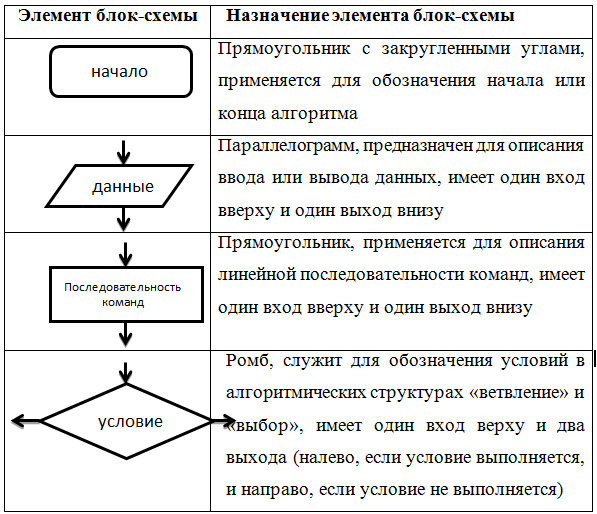 Элемент блок-схемы
Назначение элемента блок-схемы
начало
Прямоугольник с закругленными углами,
применяется для обозначения начала или
конца алгоритма
данные
Параллелограмм, предназначен для описания
ввода или вывода данных, имеет один вход
вверху и один выход внизу
Последовательность
команд
Прямоугольник, применяется для описания
линейной последовательности команд, имеет
один вход вверху и один выход внизу
условие
Ромб, служит для обозначения условий в
алгоритмических структурах «ветвление» и
«выбор», имеет один вход верху и два
выхода (налево, если условие выполняется,
и направо, если условие не выполняется)